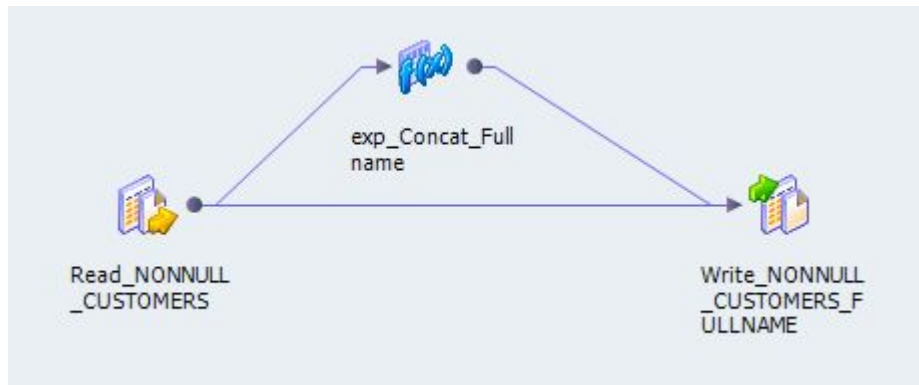 exp_Concat_Full
name
Read_NONNULL
_CUSTOMERS
Write_NONNULL
_CUSTOMERS_F
ULLNAME